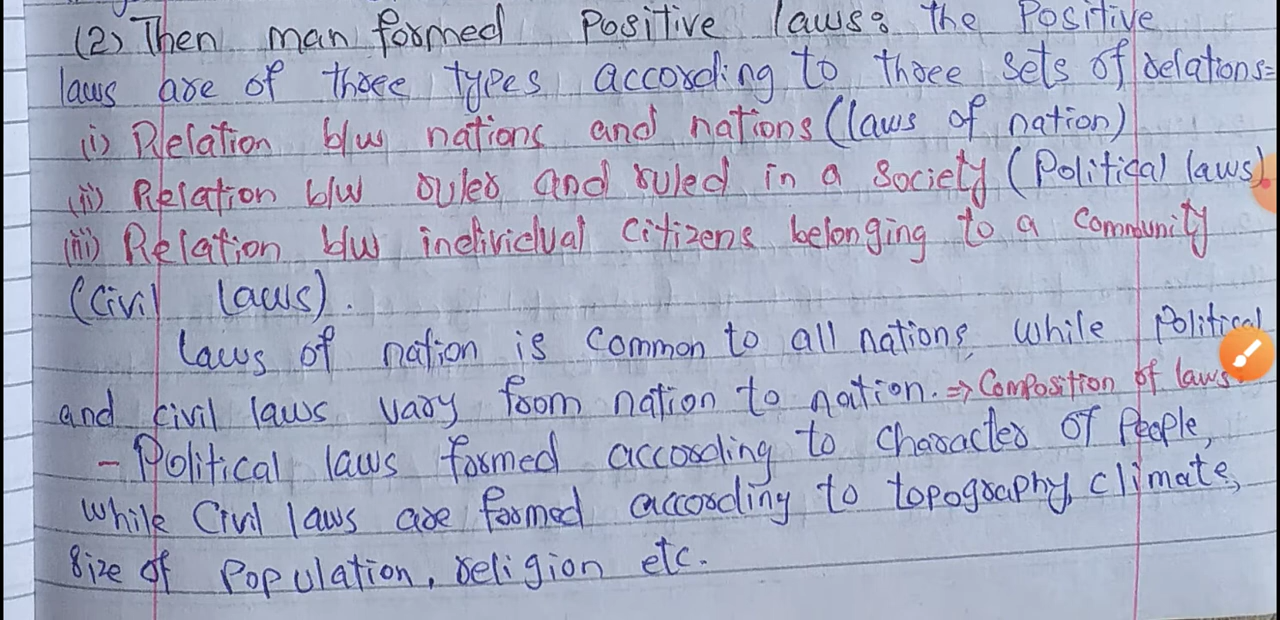 (2) Then man formed Positive laws: the Positive
laws are of three types according to three sets of relations=
(i) Relation b/w nations and nations (laws of nation)
(ii) Relation b/w ruler and ruled in a society (Political laws)
(iii) Relation b/w individual citizens belonging to a community
(Civil laws).
laws of nation is common to all nations, while Political
and civil laws vary from nation to nation. ⇒ Composition of laws
- Political laws formed according to character of People,
while Civil laws are formed according to topography, climate,
size of Population, religion etc.